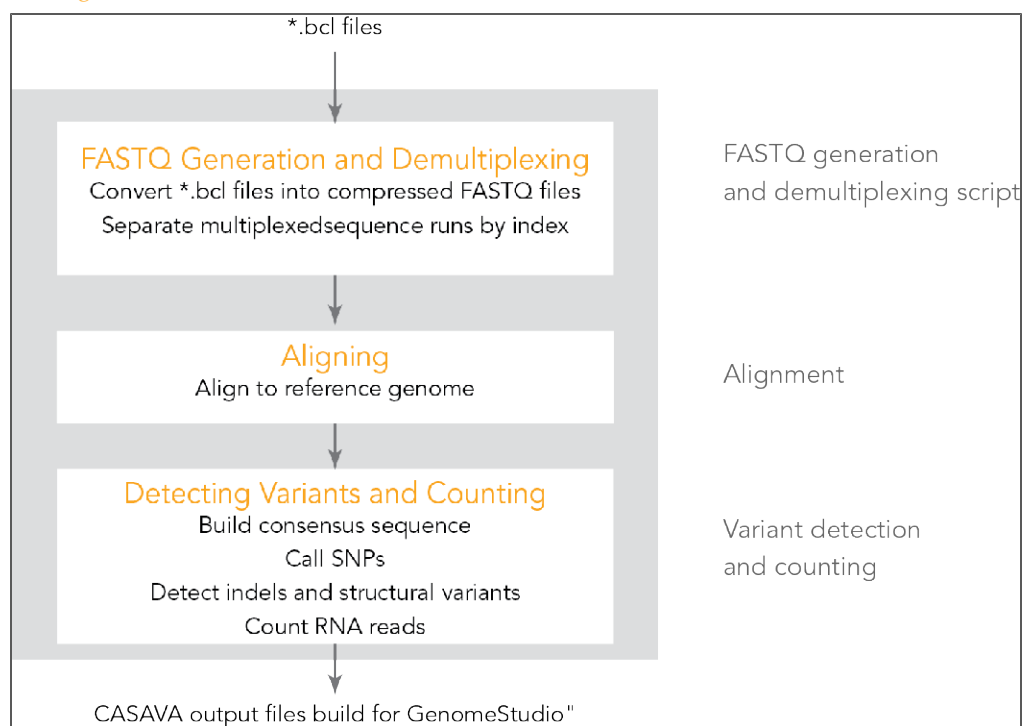 *.bcl files
FASTQ Generation and Demultiplexing
Convert *.bcl files into compressed FASTQ files
Separate multiplexedsequence runs by index
FASTQ generation
and demultiplexing script
Aligning
Align to reference genome
Alignment
Detecting Variants and Counting
Build consensus sequence
Call SNPs
Detect indels and structural variants
Count RNA reads
Variant detection
and counting
CASAVA output files build for GenomeStudio"